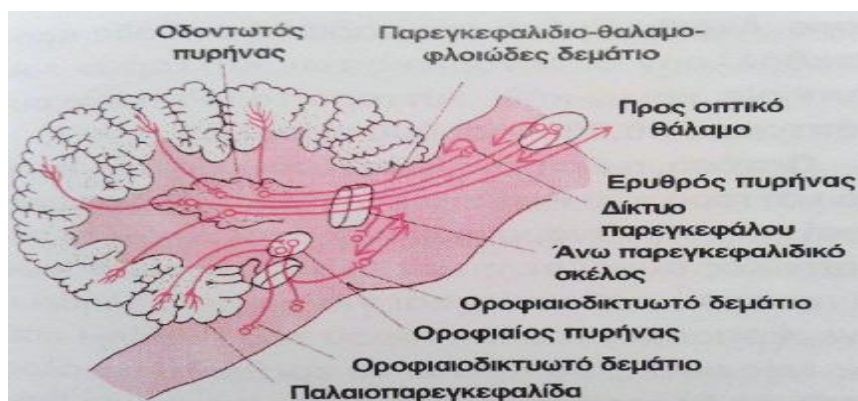 Οδοντωτός
πυρήνας
Παρεγκεφαλιδιο-θαλαμο-
φλοιώδες δεμάτιο
Προς οπτικό
θάλαμο
Ερυθρός πυρήνας
Δίκτυο
παρεγκεφάλου
Άνω παρεγκεφαλιδικό
σκέλος
Οροφιαιοδικτυωτό δεμάτιο
Οροφιαίος πυρήνας
Οροφιαιοδικτυωτό δεμάτιο
Παλαιοπαρεγκεφαλίδα